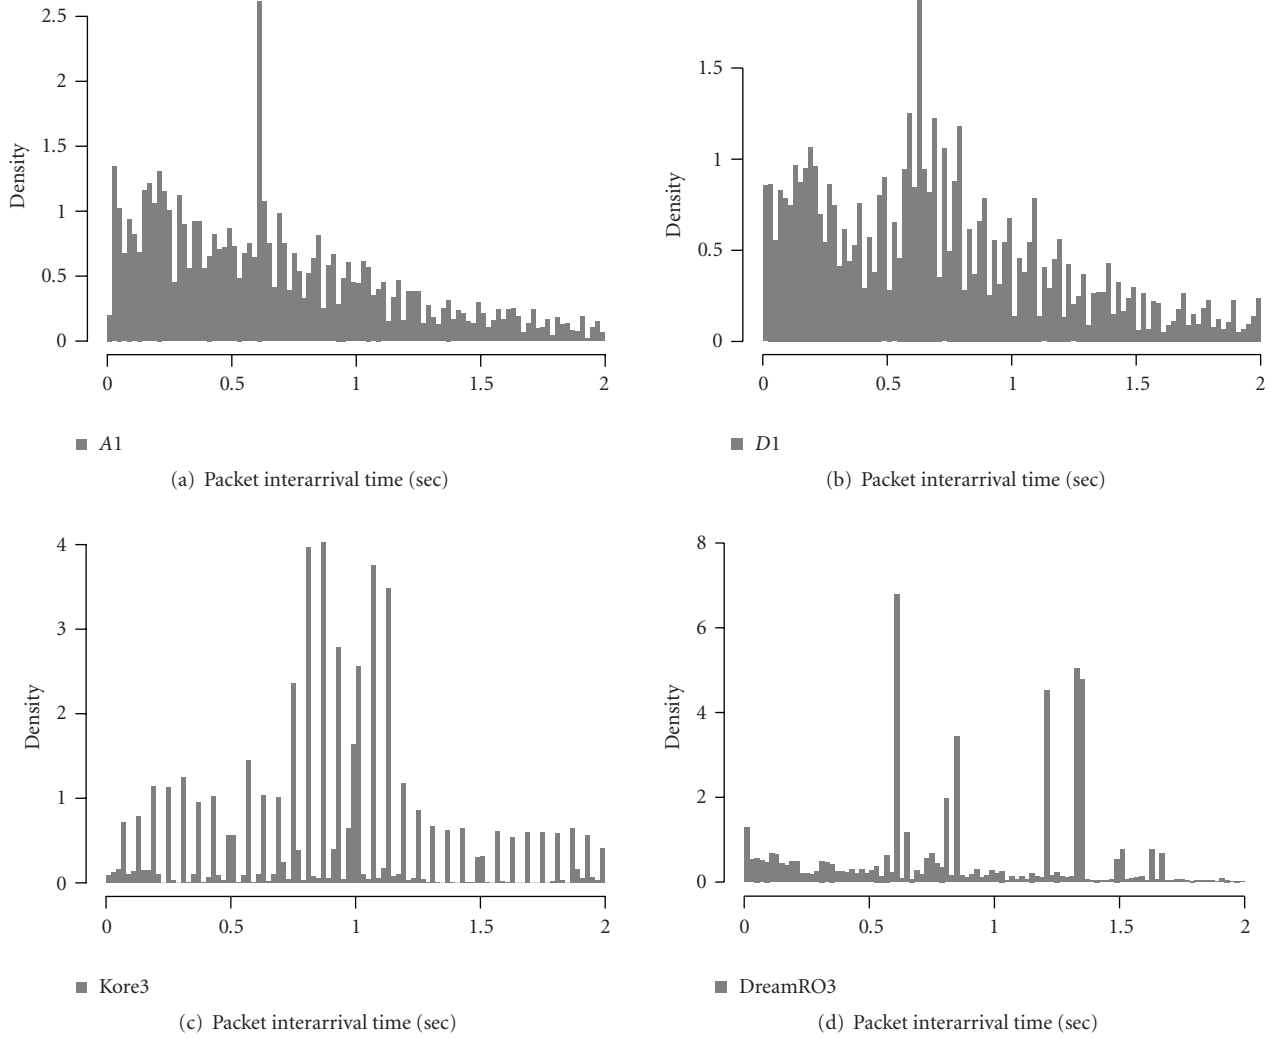 2.5
2
1.5
1
0.5
0
Density
0 0.5 1 1.5 2
A1
(a) Packet interarrival time (sec)
1.5
1
0.5
0
Density
0 0.5 1 1.5 2
D1
(b) Packet interarrival time (sec)
4
3
2
1
0
Density
0 0.5 1 1.5 2
Kore3
(c) Packet interarrival time (sec)
8
6
4
2
0
Density
0 0.5 1 1.5 2
DreamRO3
(d) Packet interarrival time (sec)